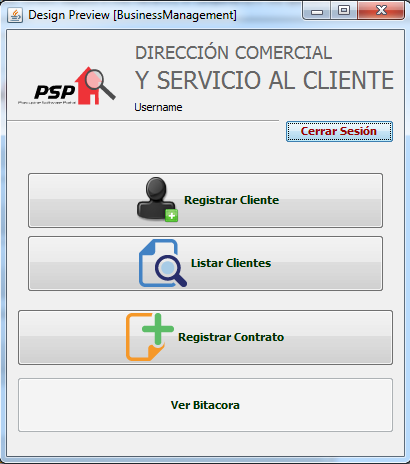 Design Preview [BusinessManagement]
DIRECCIÓN COMERCIAL
Y SERVICIO AL CLIENTE
PSP
Username
Cerrar Sesión
Registrar Cliente
Listar Clientes
Registrar Contrato
Ver Bitacora